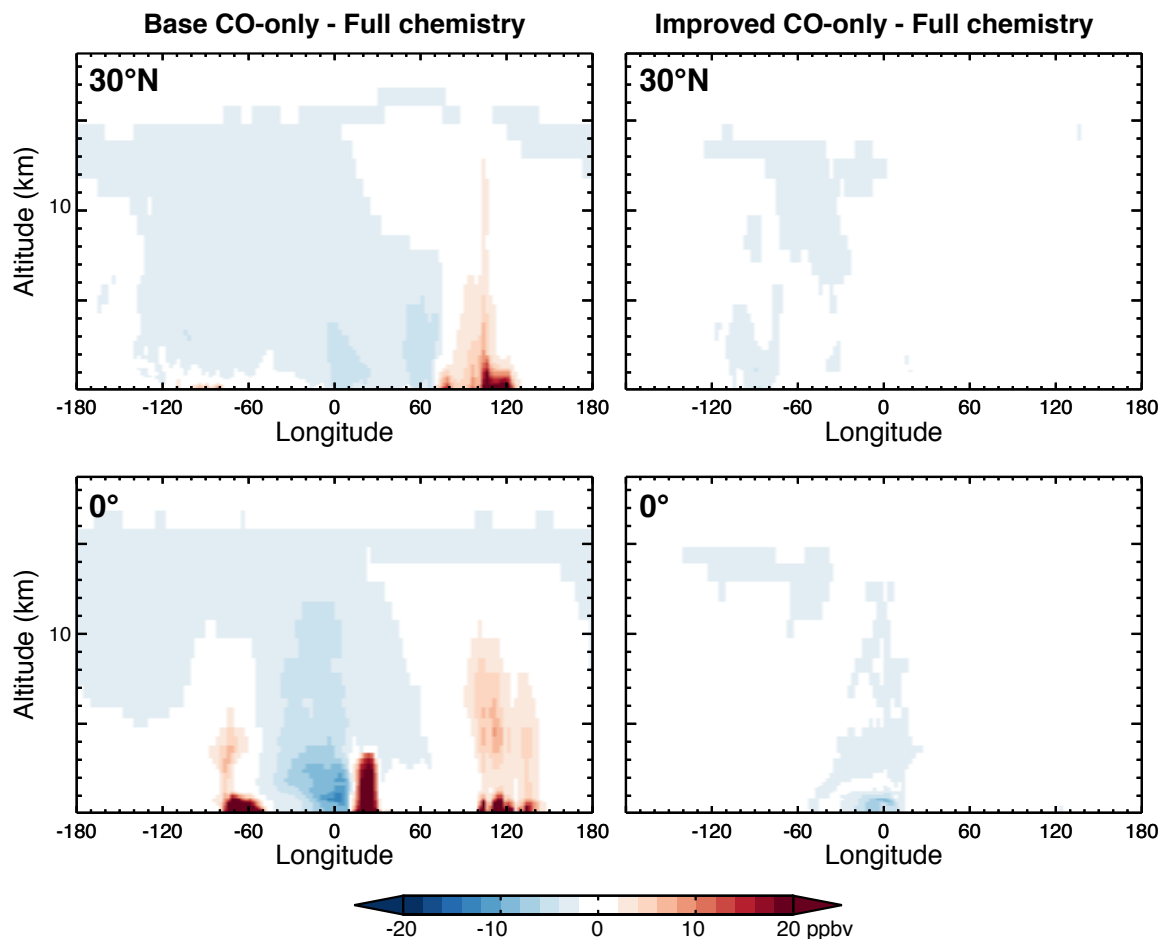 Base CO-only - Full chemistry
Improved CO-only - Full chemistry
30°N
30°N
Altitude (km)
10
-180 -120 -60 0 60 120 180
-120 -60 0 60 120 180
Longitude
Longitude
0°
0°
Altitude (km)
10
-180 -120 -60 0 60 120 180
-120 -60 0 60 120 180
Longitude
Longitude
-20 -10 0 10 20 ppbv